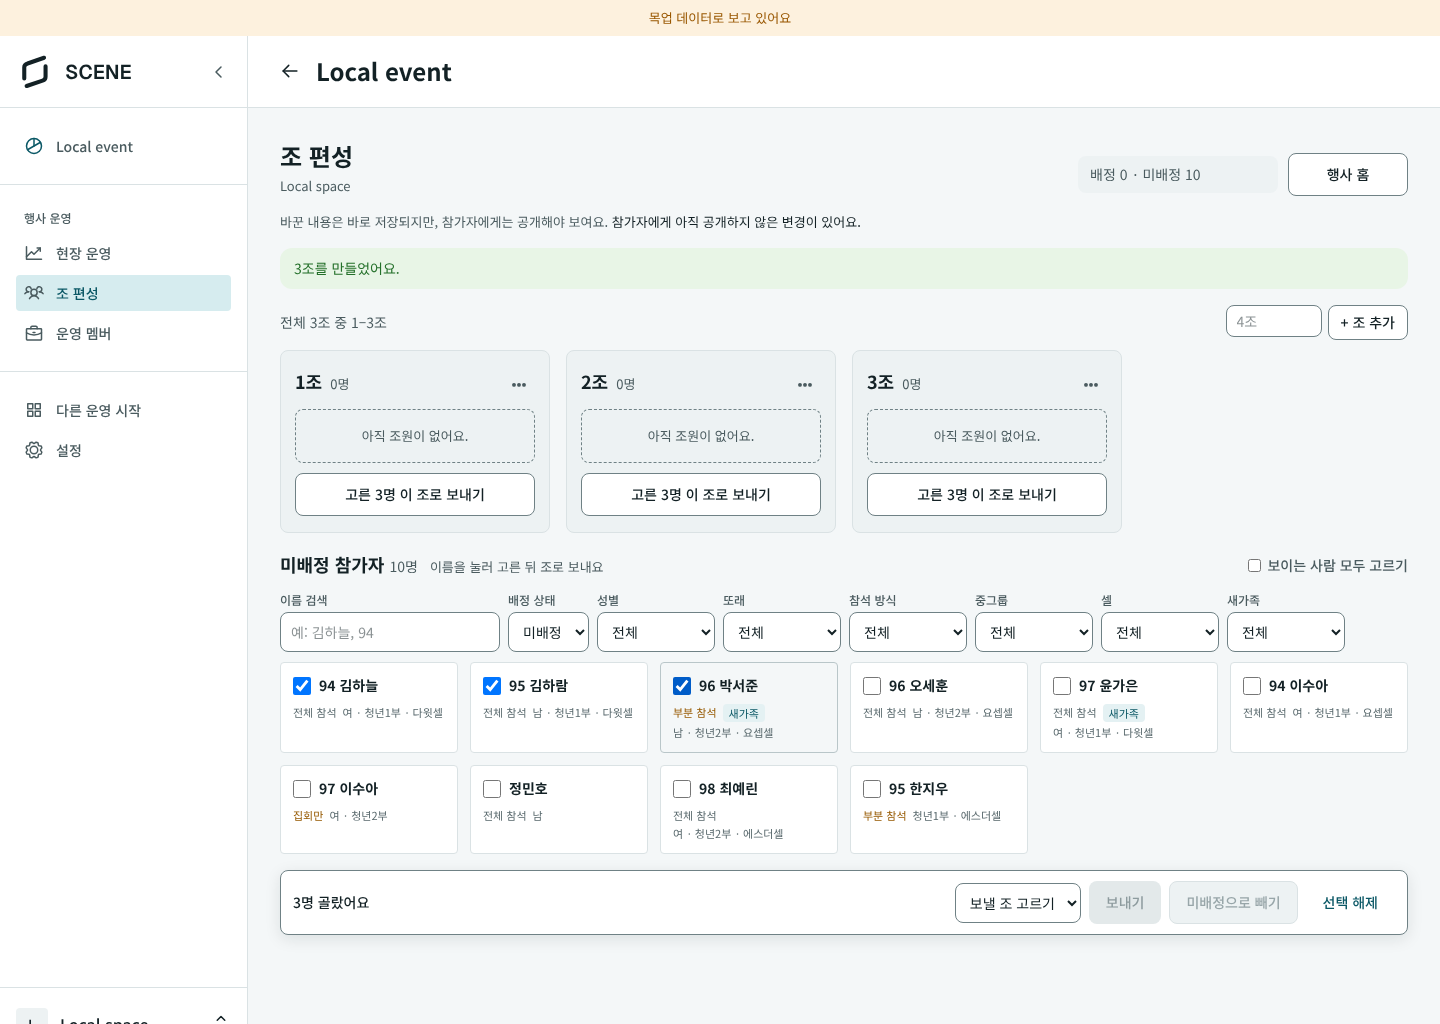 목업 데이터로 보고 있어요
SCENE
Local event
Local event
행사 운영
현장 운영
조 편성
운영 멤버
다른 운영 시작
설정
조 편성
Local space
배정 0 · 미배정 10
행사 홈
바꾼 내용은 바로 저장되지만, 참가자에게는 공개해야 보여요. 참가자에게 아직 공개하지 않은 변경이 있어요.
3조를 만들었어요.
전체 3조 중 1–3조
4조
+ 조 추가
1조 0명
아직 조원이 없어요.
고른 3명 이 조로 보내기
2조 0명
아직 조원이 없어요.
고른 3명 이 조로 보내기
3조 0명
아직 조원이 없어요.
고른 3명 이 조로 보내기
미배정 참가자 10명 이름을 눌러 고른 뒤 조로 보내요
보이는 사람 모두 고르기
이름 검색
예: 김하늘, 94
배정 상태
미배정
성별
전체
또래
전체
참석 방식
전체
중그룹
전체
셀
전체
새가족
전체
94 김하늘
전체 참석 여 · 청년1부 · 다윗셀
95 김하람
전체 참석 남 · 청년1부 · 다윗셀
96 박서준
부분 참석 새가족
남 · 청년2부 · 요셉셀
96 오세훈
전체 참석 남 · 청년2부 · 요셉셀
97 윤가은
전체 참석 새가족
여 · 청년1부 · 다윗셀
94 이수아
전체 참석 여 · 청년1부 · 요셉셀
97 이수아
집회만 여 · 청년2부
정민호
전체 참석 남
98 최예린
전체 참석
여 · 청년2부 · 에스더셀
95 한지우
부분 참석 청년1부 · 에스더셀
3명 골랐어요
보낼 조 고르기
보내기
미배정으로 빼기
선택 해제
Local space